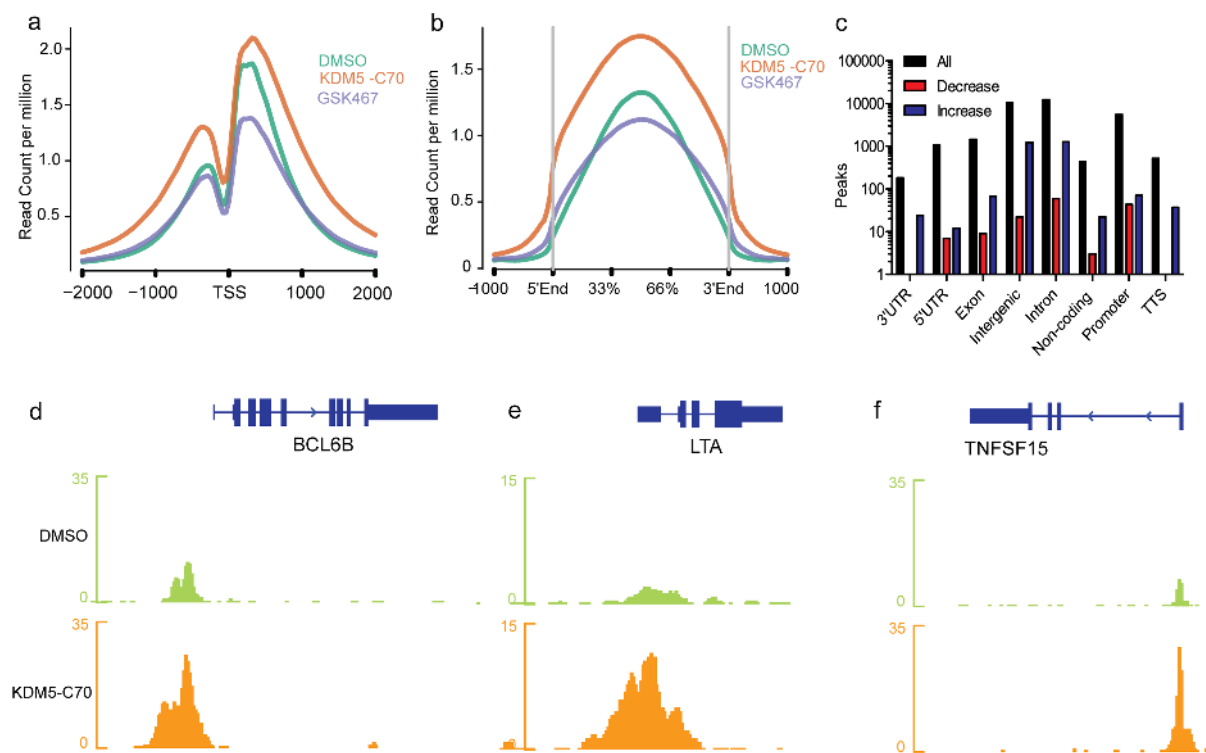 a
Read Count per million
2.0
1.5
1.0
0.5
DMSO
KDM5 -C70
GSK467
−2000
−1000
TSS
1000
2000
b
Read Count per million
1.5
1.0
0.5
0
DMSO
KDM5 -C70
GSK467
−1000
5'End
33%
66%
3'End
1000
c
Peaks
100000
10000
1000
100
10
1
All
Decrease
Increase
3'UTR
5'UTR
Exon
Intergenic
Intron
Non-coding
Promoter
TTS
d
BCL6B
e
LTA
f
TNFSF15
DMSO
35
0
15
0
35
0
KDM5-C70
35
0
15
35
0